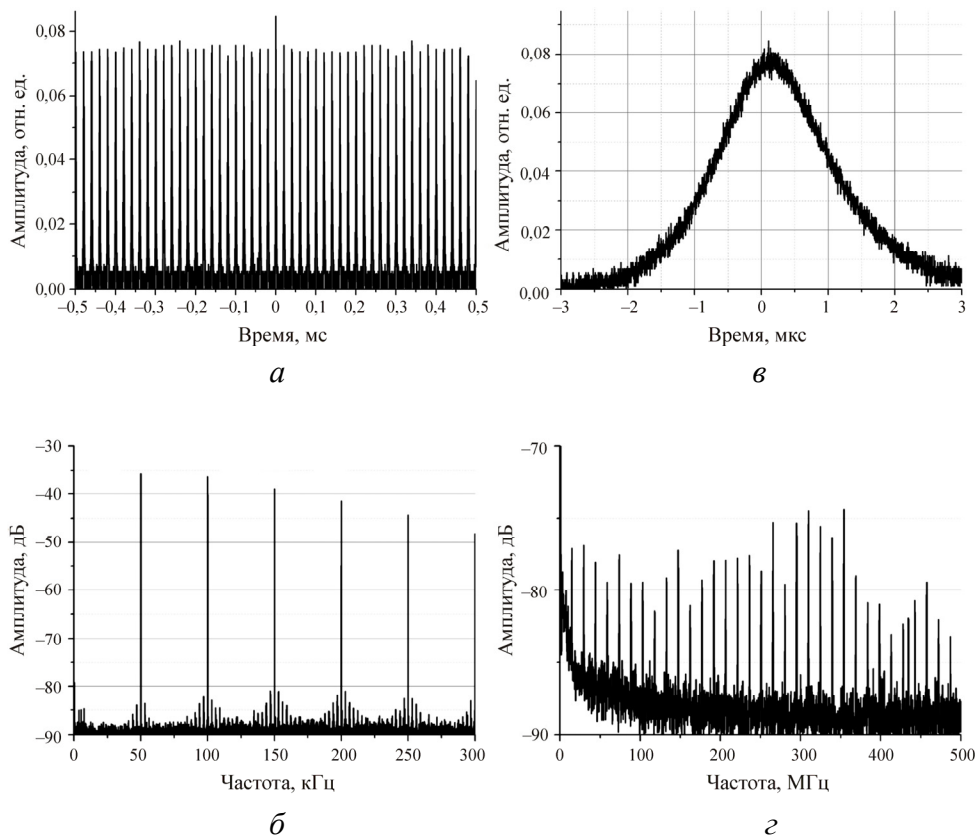 Амплитуда, отн. ед.
0,08
0,06
0,04
0,02
0,00
–0,5 –0,4 –0,3 –0,2 –0,1 0 0,1 0,2 0,3 0,4 0,5
Время, мс
а
Амплитуда, отн. ед.
0,08
0,06
0,04
0,02
0,00
–3 –2 –1 0 1 2 3
Время, мкс
в
Амплитуда, дБ
–30
–40
–50
–60
–70
–80
–90
0 50 100 150 200 250 300
Частота, кГц
б
Амплитуда, дБ
–70
–80
–90
0 50 100 200 300 400 500
Частота, МГц
г